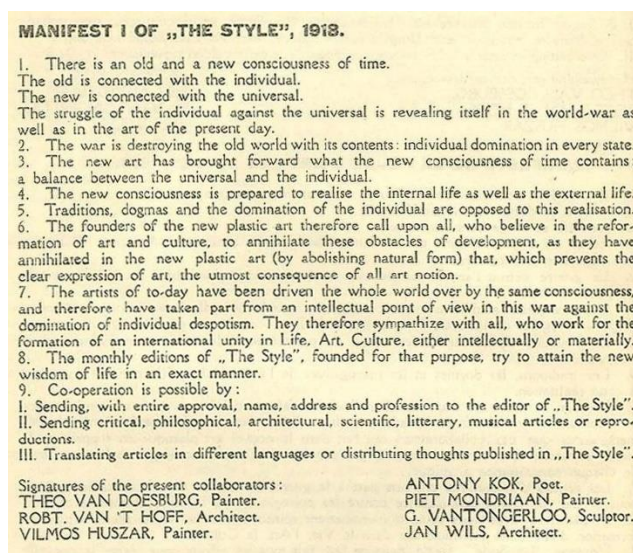 MANIFEST I OF „THE STYLE", 1918.
1. There is an old and a new consciousness of time.
The old is connected with the individual.
The new is connected with the universal.
The struggle of the individual against the universal is revealing itself in the world-war as
well as in the art of the present day.
2. The war is destroying the old world with its contents: individual domination in every state.
3. The new art has brought forward what the new consciousness of time contains:
a balance between the universal and the individual.
4. The new consciousness is prepared to realise the internal life as well as the external life.
5. Traditions, dogmas and the domination of the individual are opposed to this realisation.
6. The founders of the new plastic art therefore call upon all, who believe in the refor-
mation of art and culture, to annihilate these obstacles of development, as they have
annihilated in the new plastic art (by abolishing natural form) that, which prevents the
clear expression of art, the utmost consequence of all art notion.
7. The artists of to-day have been driven the whole world over by the same consciousness,
and therefore have taken part from an intellectual point of view in this war against the
domination of individual despotism. They therefore sympathize with all, who work for the
formation of an international unity in Life, Art, Culture, either intellectually or materially.
8. The monthly editions of „The Style", founded for that purpose, try to attain the new
wisdom of life in an exact manner.
9. Co-operation is possible by:
I. Sending, with entire approval, name, address and profession to the editor of „The Style".
II. Sending critical, philosophical, architectural, scientific, litterary, musical articles or repro-
ductions.
III. Translating articles in different languages or distributing thoughts published in „The Style".
Signatures of the present collaborators:
THEO VAN DOESBURG, Painter.
ROBT. VAN 'T HOFF, Architect.
VILMOS HUSZAR, Painter.
ANTONY KOK, Poet.
PIET MONDRIAAN, Painter.
G. VANTONGERLOO, Sculptor.
JAN WILS, Architect.